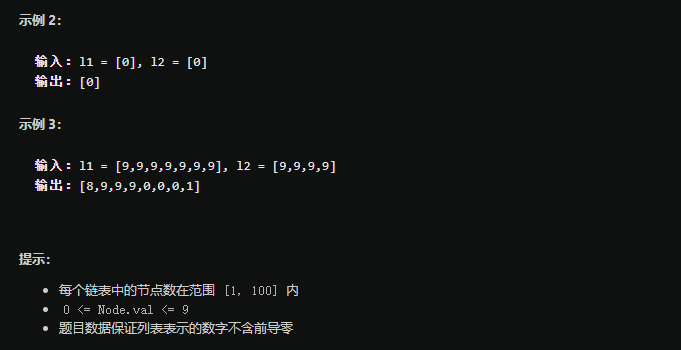 示例 2：
输入：l1 = [0], l2 = [0]
输出：[0]
示例 3：
输入：l1 = [9,9,9,9,9,9,9], l2 = [9,9,9,9]
输出：[8,9,9,9,0,0,0,1]
提示：
每个链表中的节点数在范围 [1, 100] 内
0 <= Node.val <= 9
题目数据保证列表表示的数字不含前导零